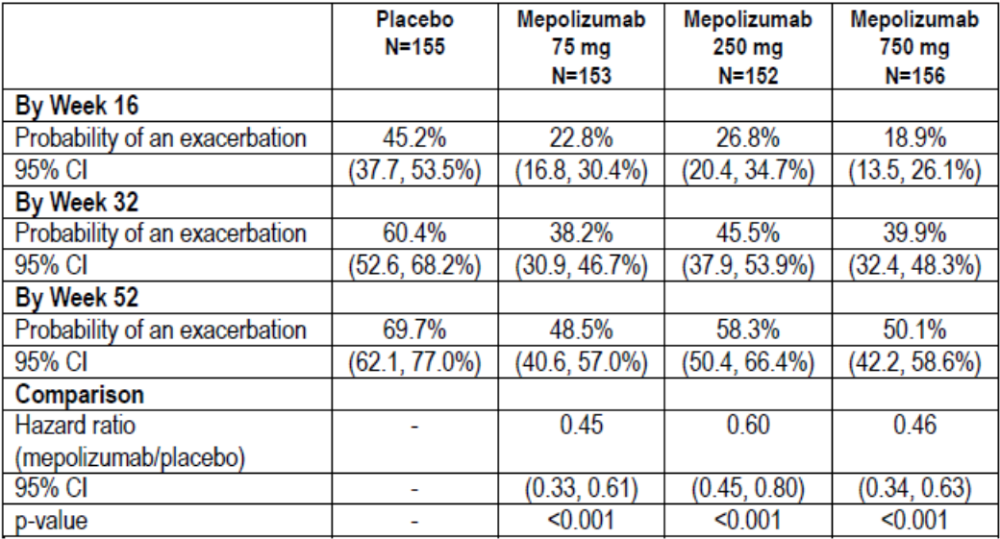 Placebo Mepolizumab Mepolizumab Mepolizumab
N=155 75 mg 250 mg 750 mg
N=153 N=152 N=156
By Week 16
Probability of an exacerbation 45.2% 22.8% 26.8% 18.9%
95% CI (37.7, 53.5%) (16.8, 30.4%) (20.4, 34.7%) (13.5, 26.1%)
By Week 32
Probability of an exacerbation 60.4% 38.2% 45.5% 39.9%
95% CI (52.6, 68.2%) (30.9, 46.7%) (37.9, 53.9%) (32.4, 48.3%)
By Week 52
Probability of an exacerbation 69.7% 48.5% 58.3% 50.1%
95% CI (62.1, 77.0%) (40.6, 57.0%) (50.4, 66.4%) (42.2, 58.6%)
Comparison
Hazard ratio - 0.45 0.60 0.46
(mepolizumab/placebo)
95% CI - (0.33, 0.61) (0.45, 0.80) (0.34, 0.63)
p-value - <0.001 <0.001 <0.001